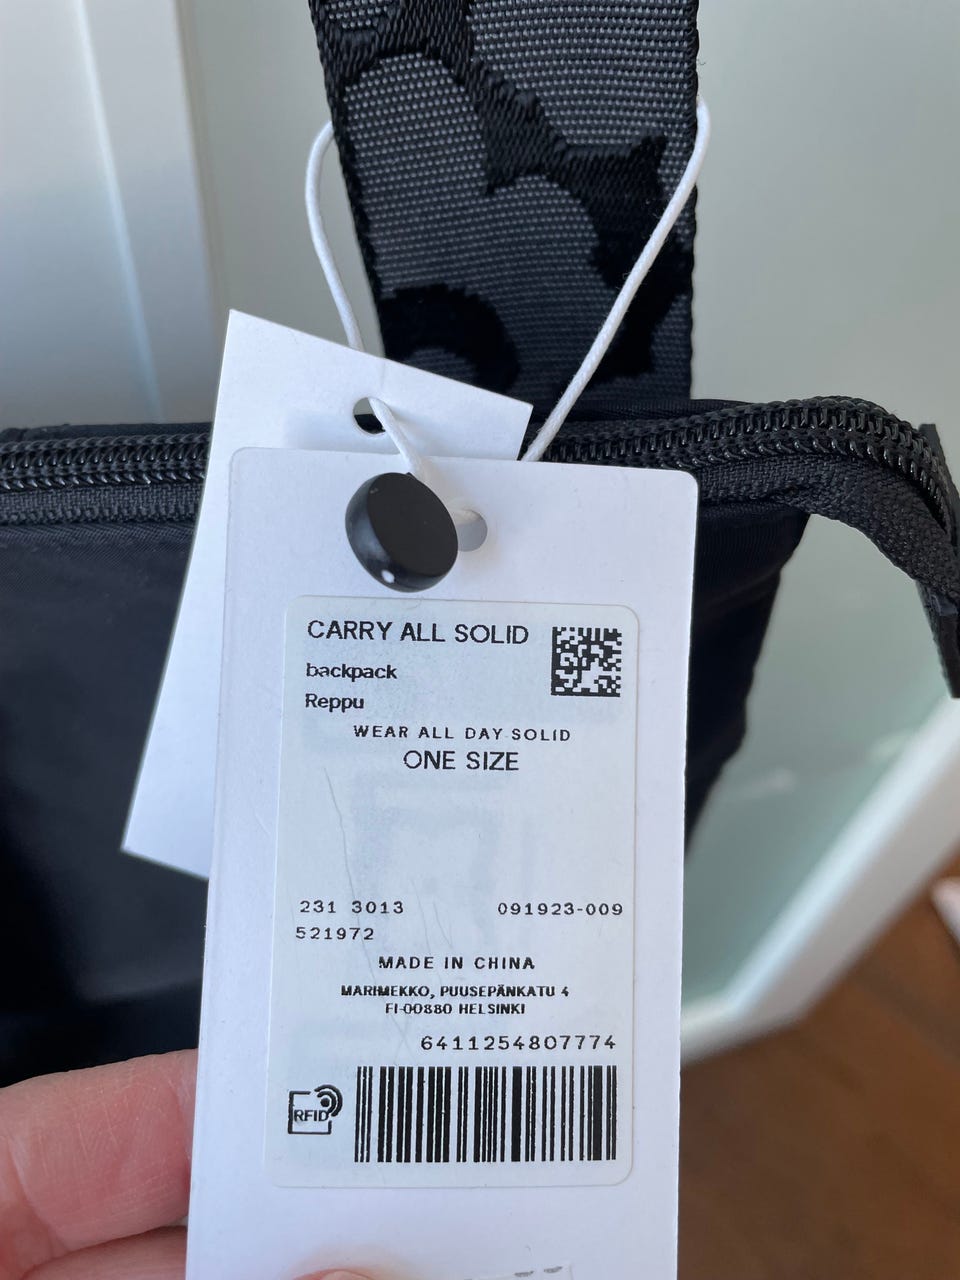 CARRY ALL SOLID
backpack
Reppu
WEAR ALL DAY SOLID
ONE SIZE
231 3013 091923-009
521972
MADE IN CHINA
MARIMEKKO, PUUSEPÄNKATU 4
FI-00880 HELSINKI
6411254807774
RFID